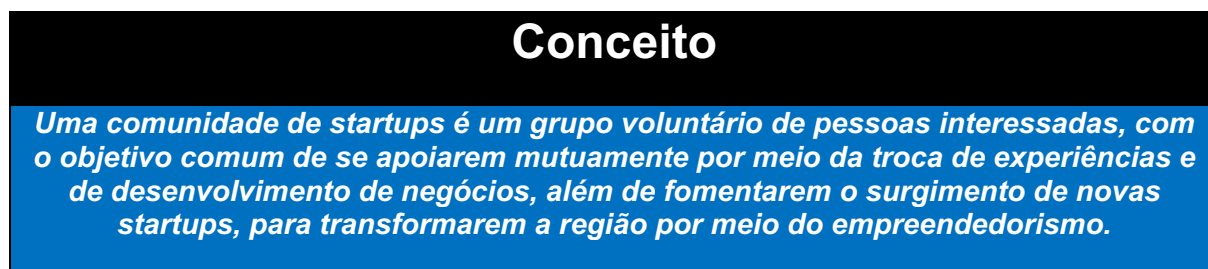 Conceito
Uma comunidade de startups é um grupo voluntário de pessoas interessadas, com
o objetivo comum de se apoiarem mutuamente por meio da troca de experiências e
de desenvolvimento de negócios, além de fomentarem o surgimento de novas
startups, para transformarem a região por meio do empreendedorismo.